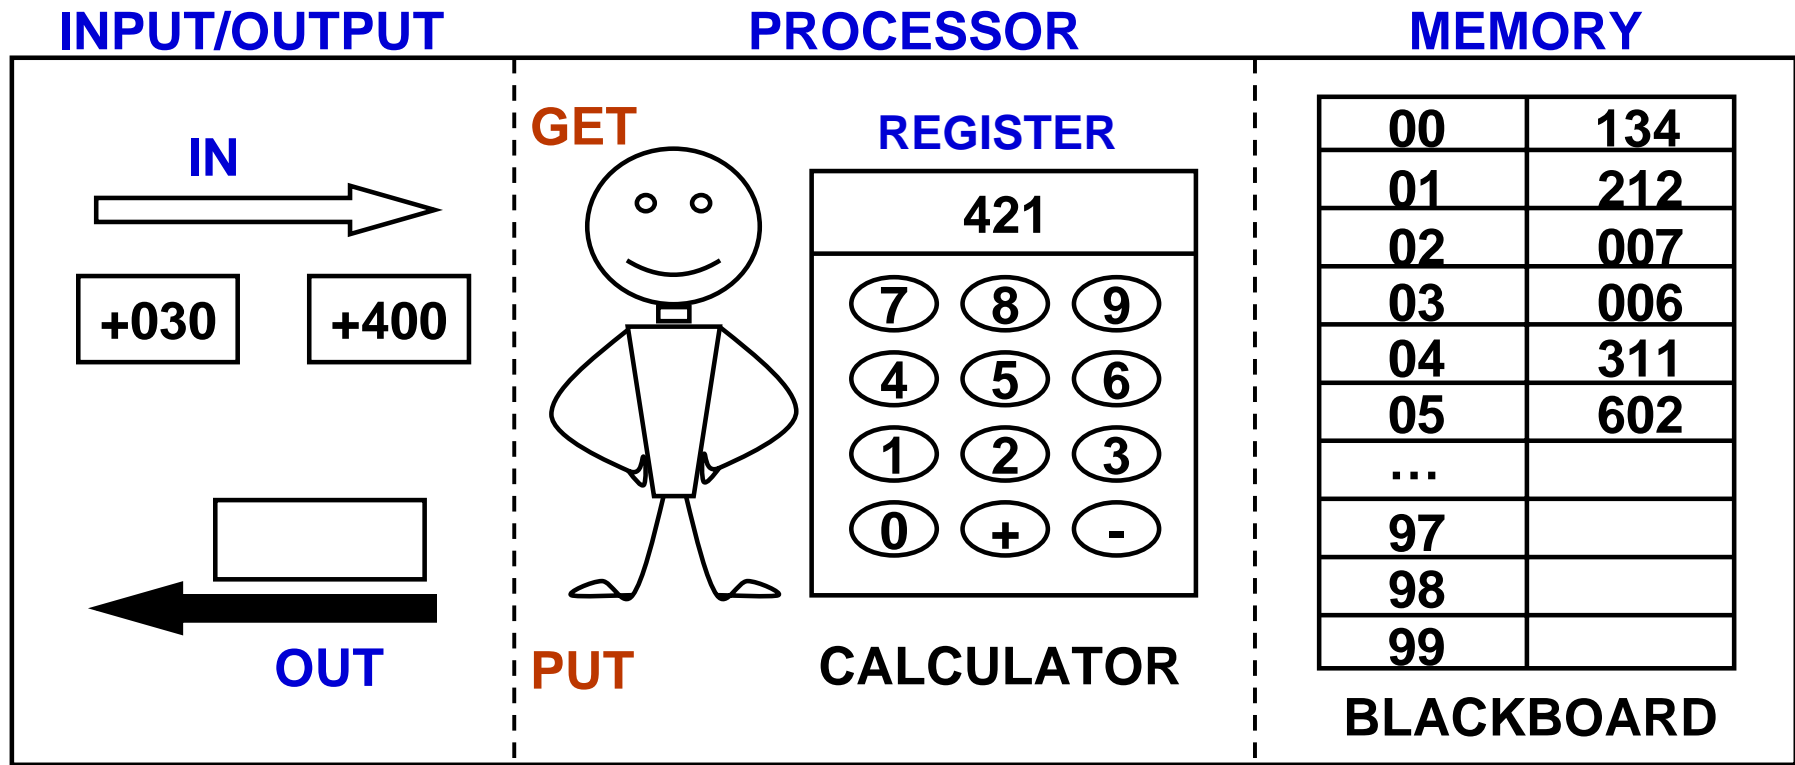 INPUT/OUTPUT
PROCESSOR
MEMORY
IN
+030 +400
OUT
GET
PUT
REGISTER
421
7 8 9
4 5 6
1 2 3
0 + -
CALCULATOR
00 134
01 212
02 007
03 006
04 311
05 602
...
97
98
99
BLACKBOARD